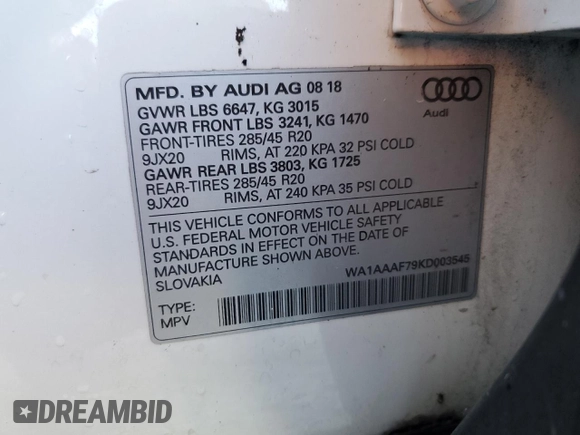 MFD. BY AUDI AG 08 18
GVWR LBS 6647, KG 3015
GAWR FRONT LBS 3241, KG 1470
FRONT-TIRES 285/45 R20
9JX20 RIMS, AT 220 KPA 32 PSI COLD
GAWR REAR LBS 3803, KG 1725
REAR-TIRES 285/45 R20
9JX20 RIMS, AT 240 KPA 35 PSI COLD
THIS VEHICLE CONFORMS TO ALL APPLICABLE
U.S. FEDERAL MOTOR VEHICLE SAFETY
STANDARDS IN EFFECT ON THE DATE OF
MANUFACTURE SHOWN ABOVE.
SLOVAKIA
WA1AAAF79KD003545
TYPE:
MPV
Audi
DREAMBID